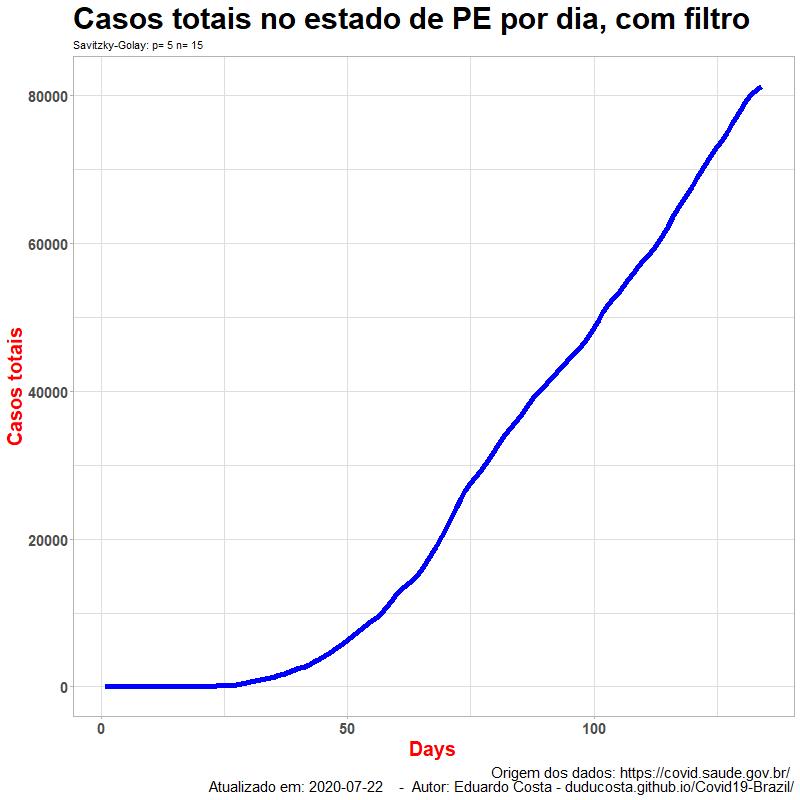 Casos totais no estado de PE por dia, com filtro
Savitzky-Golay: p= 5 n= 15
Casos totais
80000
60000
40000
20000
0
0 50 100
Days
Origem dos dados: https://covid.saude.gov.br/
Atualizado em: 2020-07-22 - Autor: Eduardo Costa - duducosta.github.io/Covid19-Brazil/